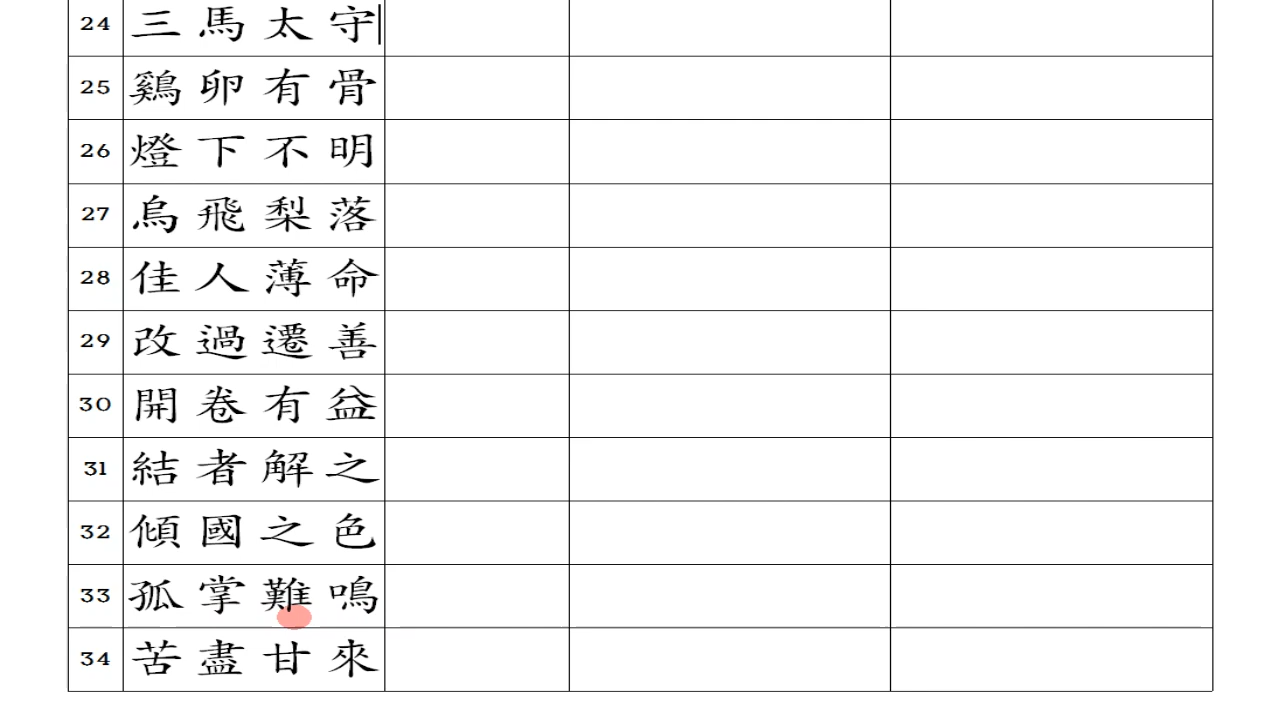 24 三馬太守
25 鷄卵有骨
26 燈下不明
27 烏飛梨落
28 佳人薄命
29 改過遷善
30 開卷有益
31 結者解之
32 傾國之色
33 孤掌難鳴
34 苦盡甘來